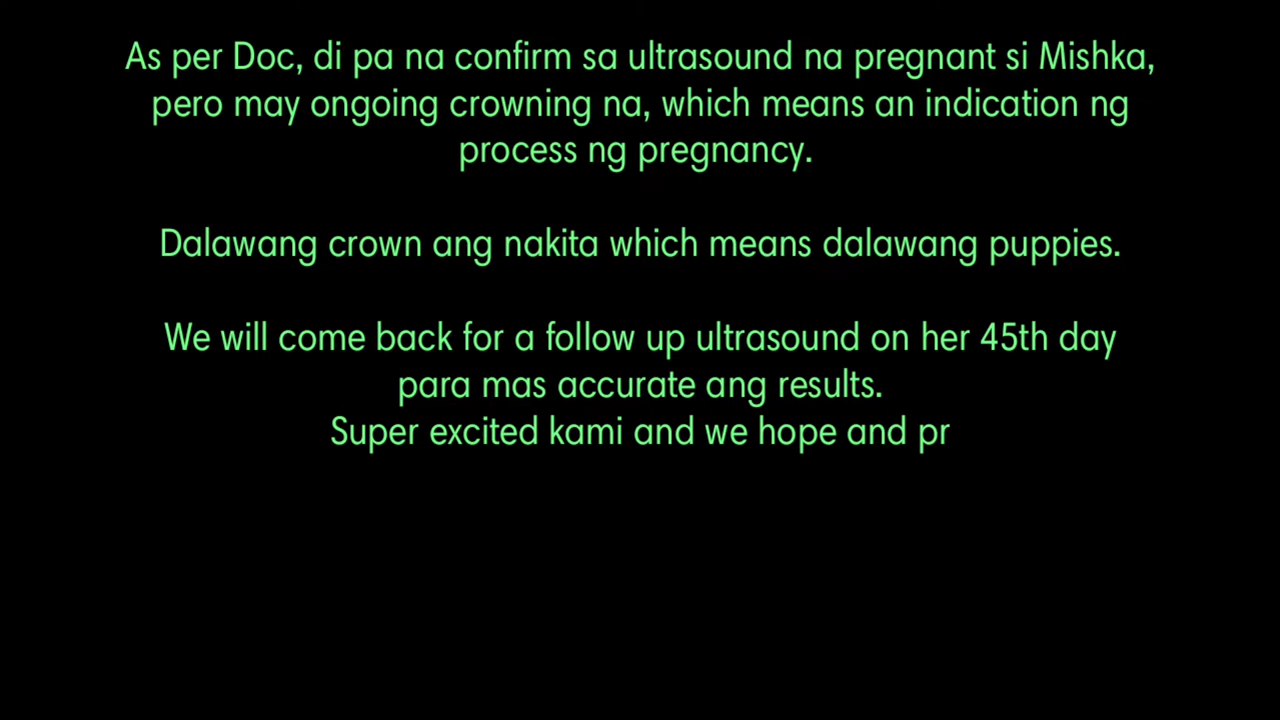 As per Doc, di pa na confirm sa ultrasound na pregnant si Mishka,
pero may ongoing crowning na, which means an indication ng
process ng pregnancy.
Dalawang crown ang nakita which means dalawang puppies.
We will come back for a follow up ultrasound on her 45th day
para mas accurate ang results.
Super excited kami and we hope and pr